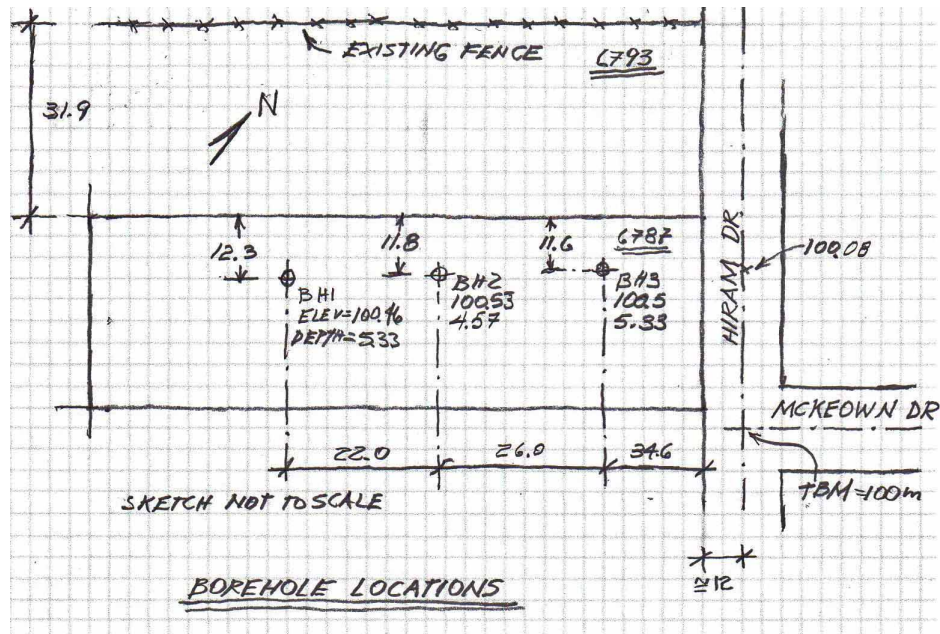 EXISTING FENCE
6793
31.9
N
12.3
11.8
11.6
6787
HIRAM DR.
100.08
BH1
ELEV=100.46
DEPTH=5.33
BH2
100.53
4.57
BH3
100.5
5.33
MCKEOWN DR
22.0
26.0
34.6
TBM=100m
SKETCH NOT TO SCALE
≅12
BOREHOLE LOCATIONS